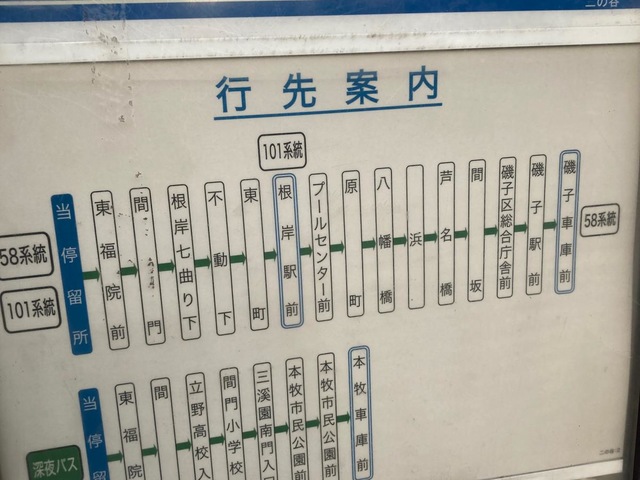 二の谷
行先案内
101系統
58系統
101系統
当停留所
東福院前
間門
根岸七曲り下
不動下
東町
根岸駅前
プールセンター前
原町
八幡橋
浜
芦名橋
間坂
磯子区総合庁舎前
磯子駅前
磯子車庫前
58系統
深夜バス
当停留
東福院
間
立野高校入
間門小学校
三溪園南門入口
本牧市民公園前
本牧市民公園前
本牧車庫前